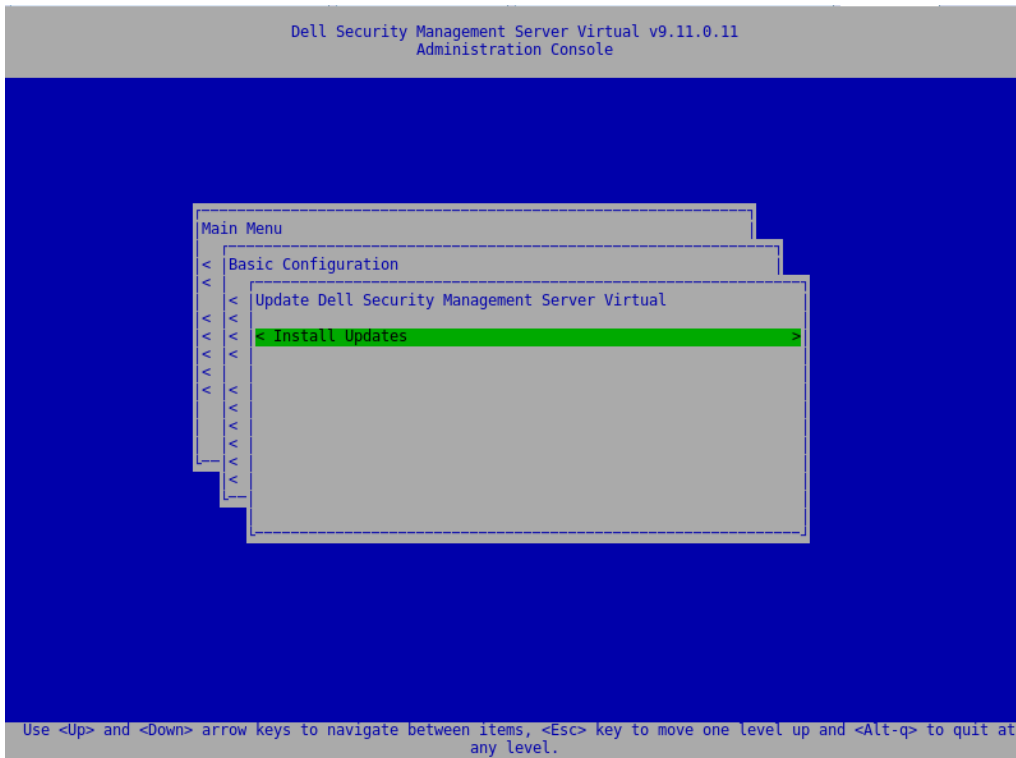 Dell Security Management Server Virtual v9.11.0.11
Administration Console
Main Menu
< Basic Configuration
<
< Update Dell Security Management Server Virtual
< <
< < < Install Updates >
< <
<
< <
<
<
<
<
<
Use <Up> and <Down> arrow keys to navigate between items, <Esc> key to move one level up and <Alt-q> to quit at
any level.